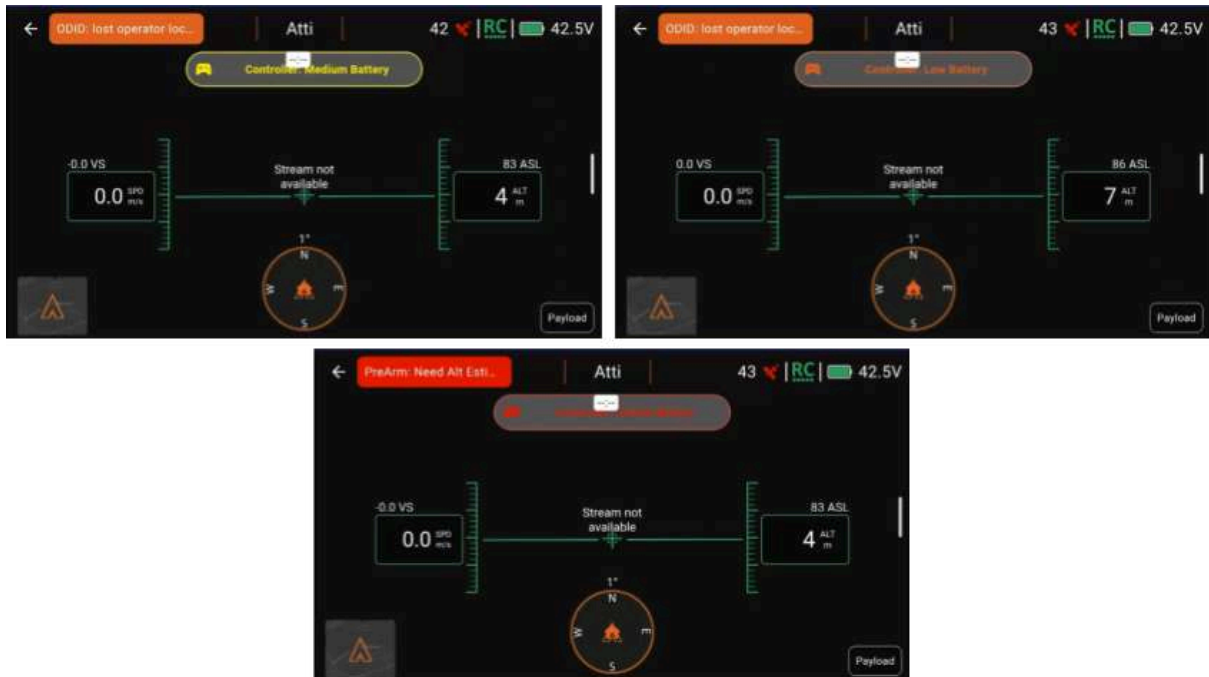 ODID: lost operator loc...
Atti
42
RC
42.5V
Controller: Medium Battery
-0.0 VS
83 ASL
Stream not
available
0.0 SPD m/s
4 ALT m
1°
N
W
E
S
Payload
ODID: lost operator loc...
Atti
43
RC
42.5V
Controller: Low Battery
0.0 VS
86 ASL
Stream not
available
0.0 SPD m/s
7 ALT m
1°
N
W
E
S
Payload
PreArm: Need Alt Esti...
Atti
43
RC
42.5V
-0.0 VS
83 ASL
Stream not
available
0.0 SPD m/s
4 ALT m
1°
N
W
E
S
Payload